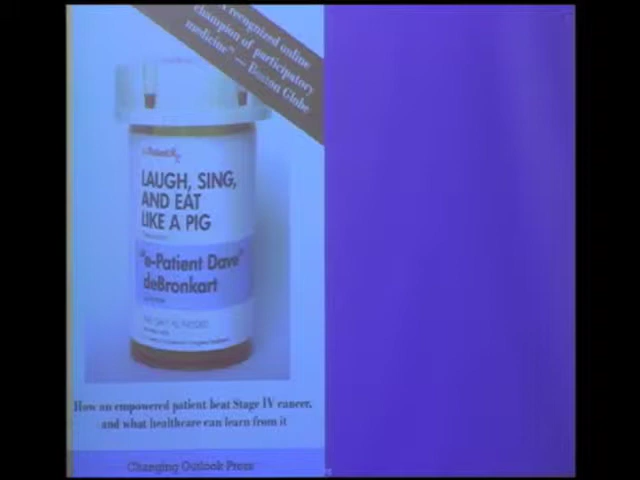 A recognized online
champion of participatory
medicine" — Boston Globe
LAUGH, SING,
AND EAT
LIKE A PIG
"e-Patient Dave"
deBronkart
How an empowered patient beat Stage IV cancer,
and what healthcare can learn from it
Changing Outlook Press